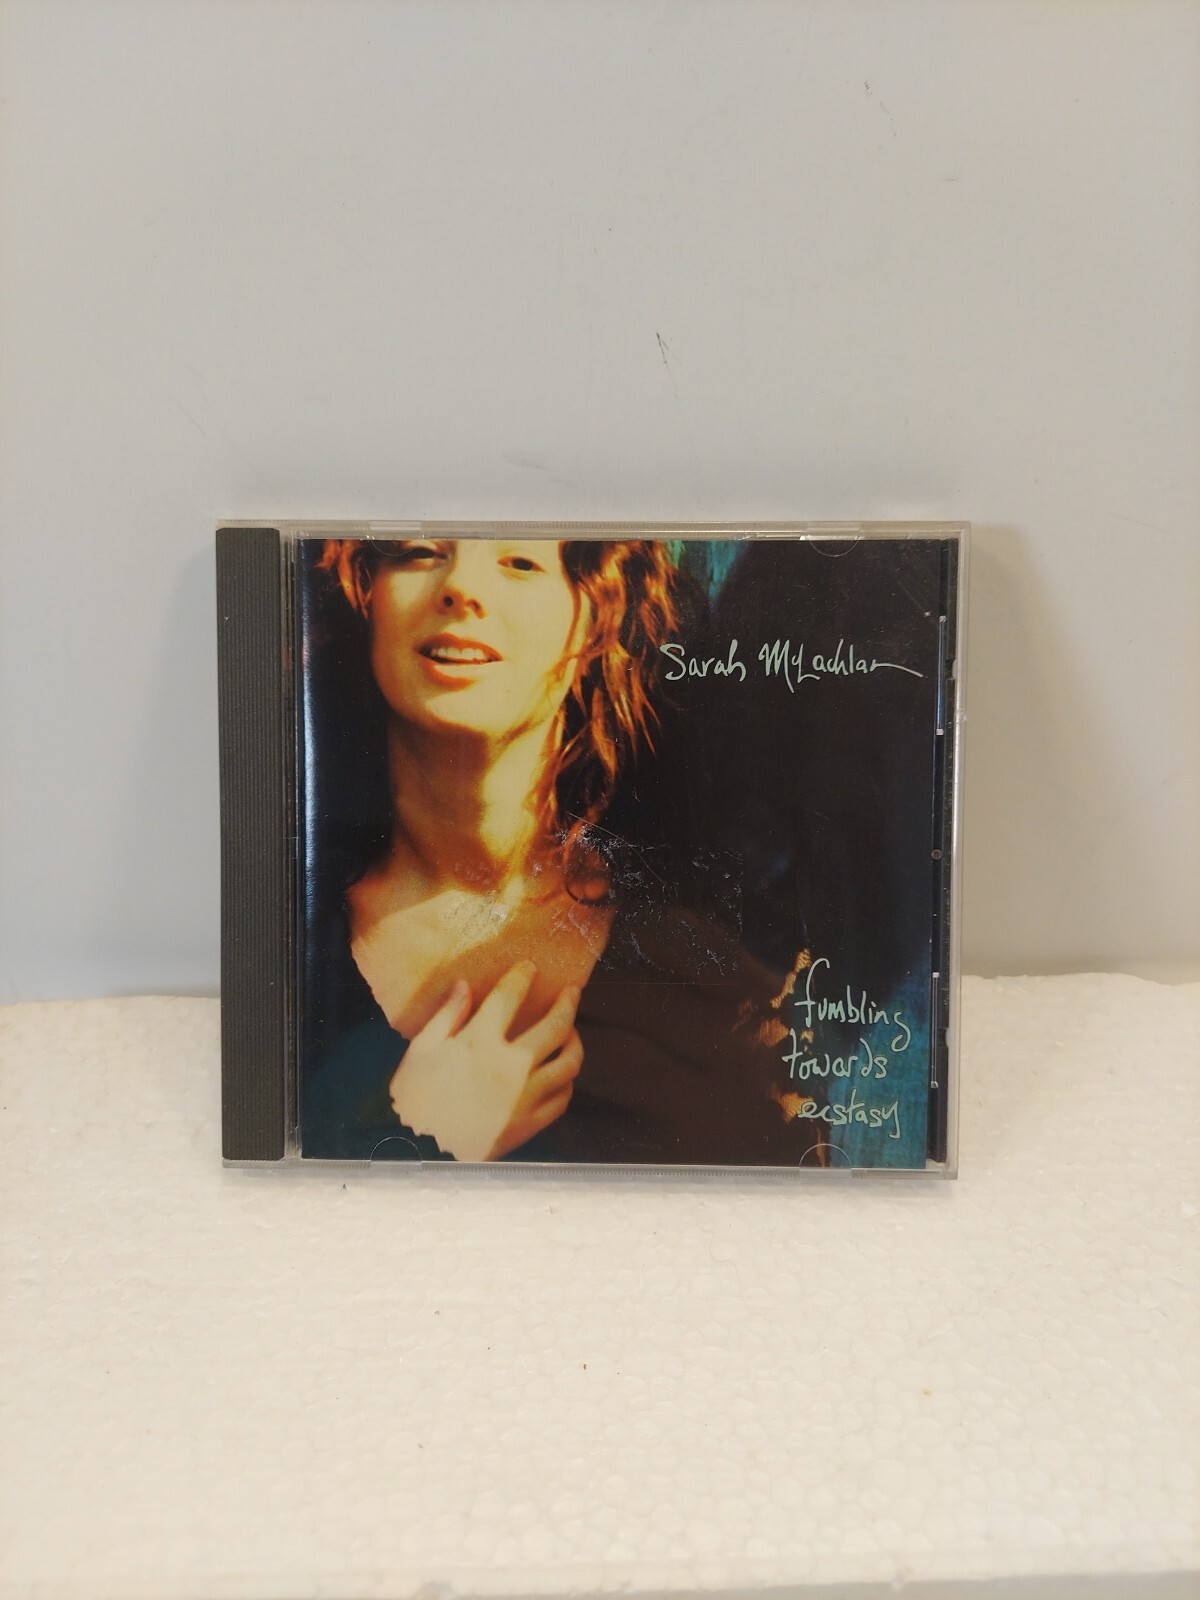 Sarah McLachlan
fumbling
towards
ecstasy